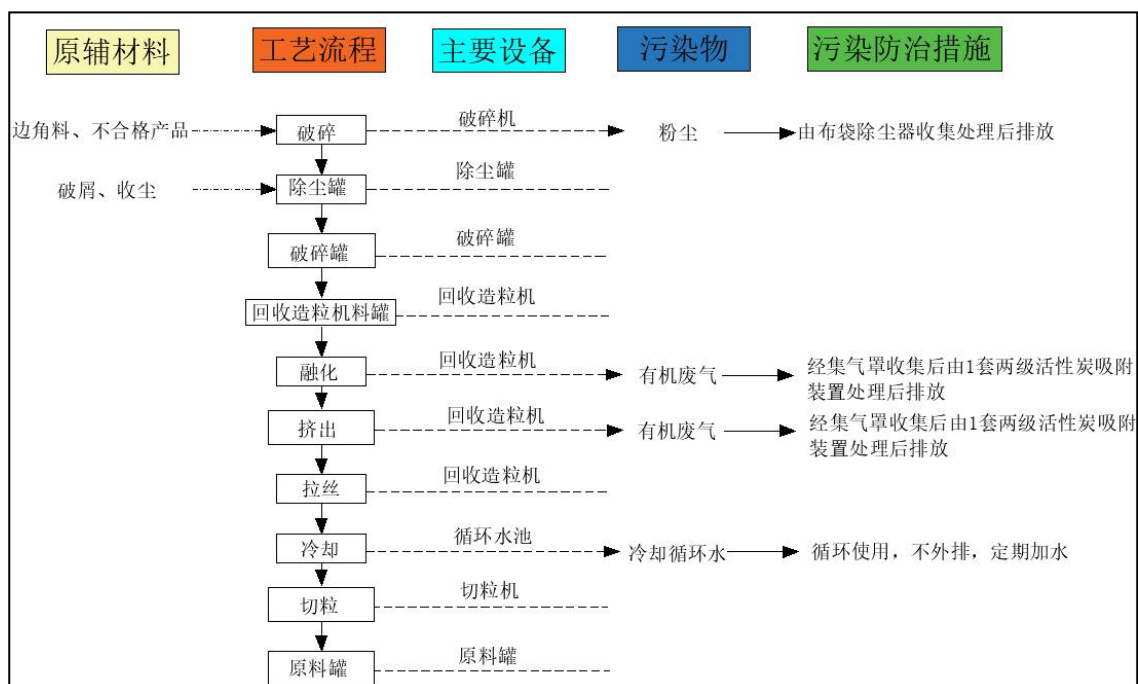 原辅材料 工艺流程 主要设备 污染物 污染防治措施
边角料、不合格产品 破碎 破碎机 粉尘 由布袋除尘器收集处理后排放
破屑、收尘 除尘罐 除尘罐
破碎罐 破碎罐
回收造粒机料罐 回收造粒机
融化 回收造粒机 有机废气 经集气罩收集后由1套两级活性炭吸附
装置处理后排放
挤出 回收造粒机 有机废气 经集气罩收集后由1套两级活性炭吸附
装置处理后排放
拉丝 回收造粒机
冷却 循环水池 冷却循环水 循环使用，不外排，定期加水
切粒 切粒机
原料罐 原料罐